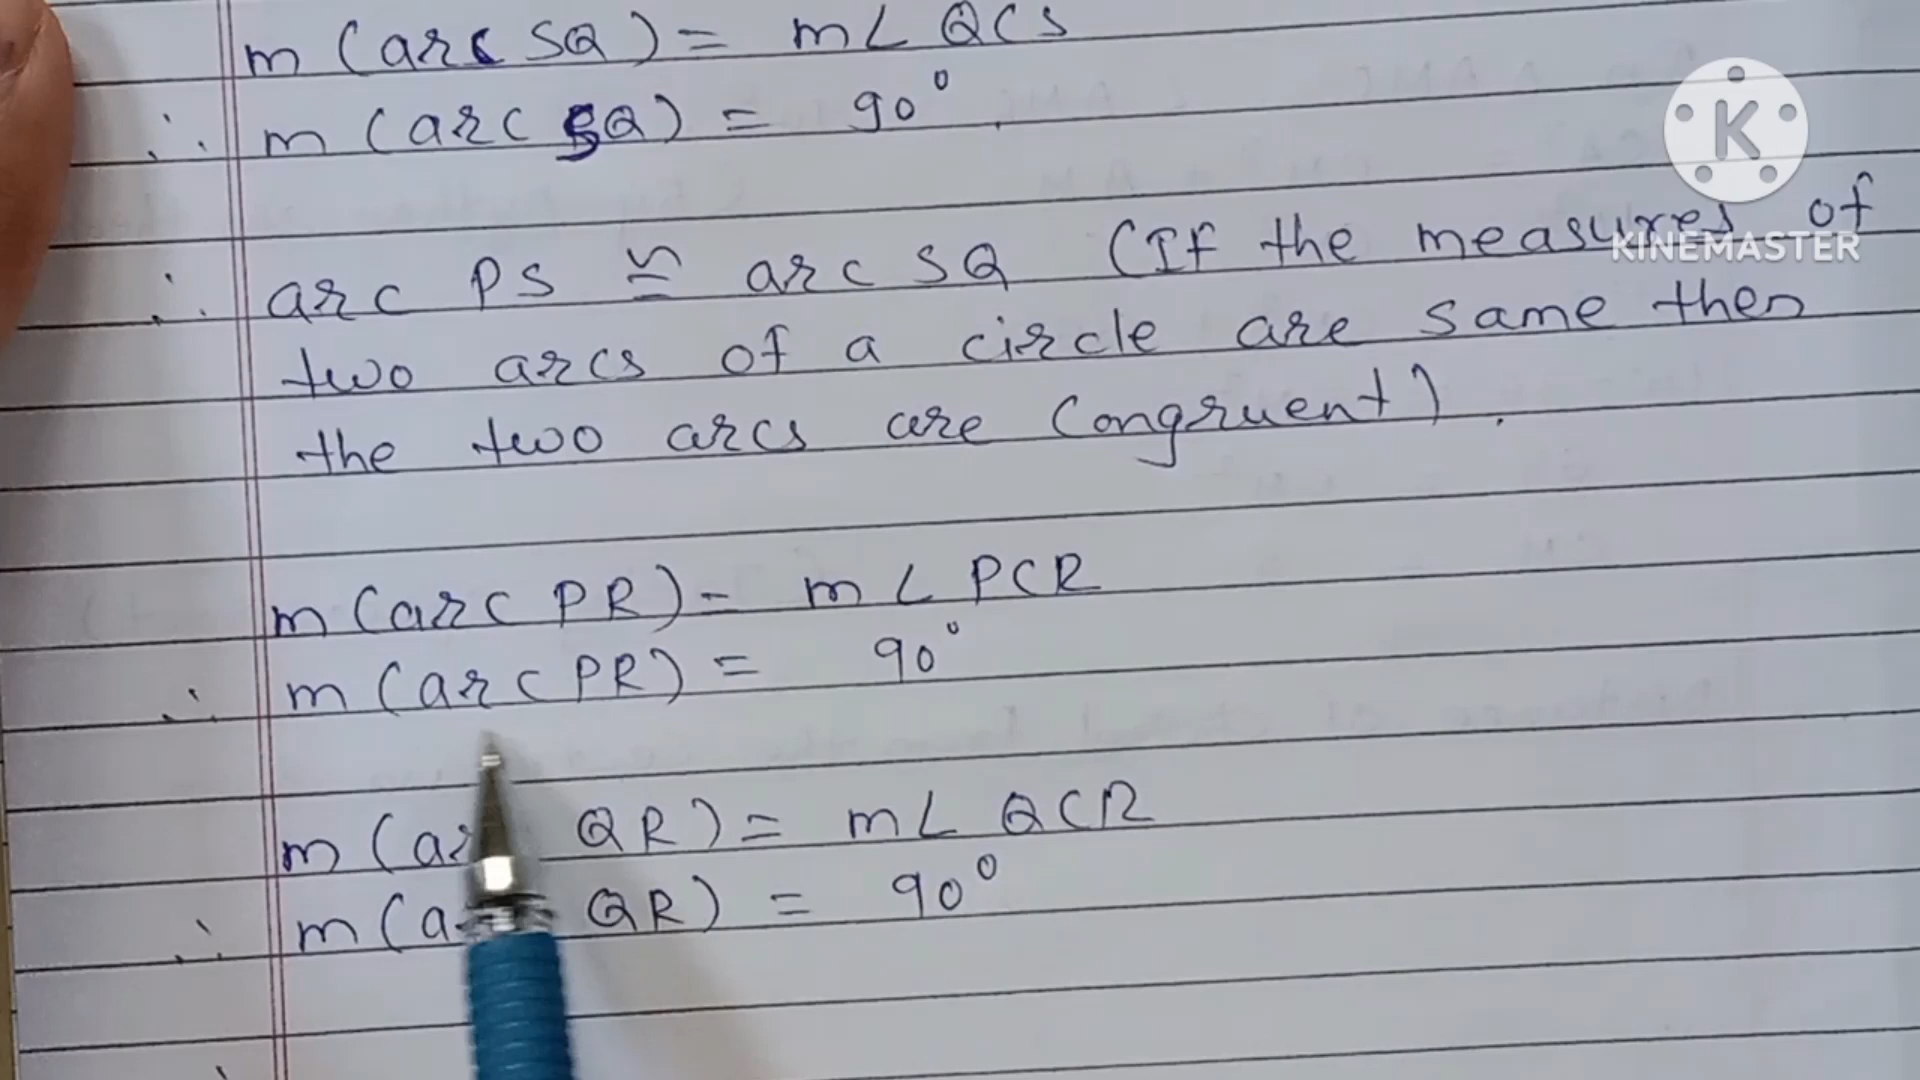 m (arc SQ) = m∠ QCS
∴ m (arc SQ) = 90°.
K
KINEMASTER
∴ arc PS ≅ arc SQ (If the measures of
two arcs of a circle are same then
the two arcs are congruent).
m (arc PR) = m∠ PCR
∴ m (arc PR) = 90°
m (ar QR) = m∠ QCR
∴ m (a QR) = 90°